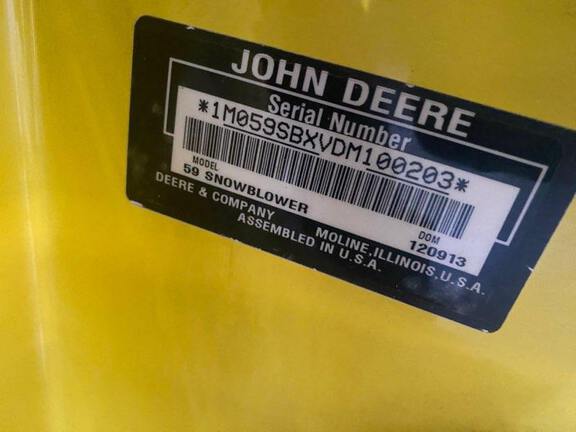 JOHN DEERE
Serial Number
*1M059SBXVDM100203*
MODEL
59 SNOWBLOWER
DOM
120913
DEERE & COMPANY MOLINE, ILLINOIS, U.S.A.
ASSEMBLED IN U.S.A.